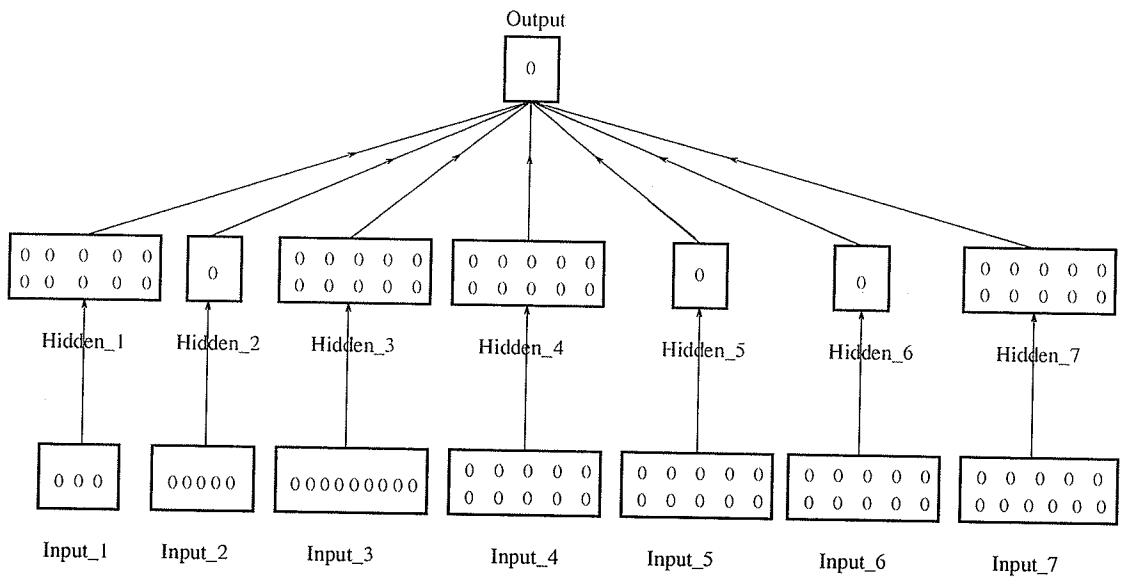 Output
0
0 0 0 0 0 0 0 0 0 0 0 0 0 0 0 0 0 0 0 0
0 0 0 0
0 0 0 0 0 0 0 0 0 0 0 0 0 0 0 0 0 0 0
Hidden_1 Hidden_2 Hidden_3 Hidden_4 Hidden_5 Hidden_6 Hidden_7
0 0 0 0 0 0 0 0 0 0 0 0 0 0 0 0 0 0 0 0
0 0 0 00000 000000000 0 0 0 0 0 0 0 0 0 0 0 0 0 0 0 0 0 0 0 0 0
Input_1 Input_2 Input_3 Input_4 Input_5 Input_6 Input_7